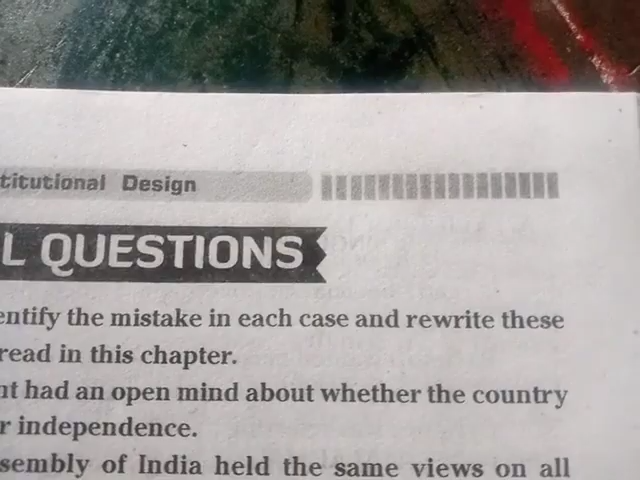 titutional Design
L QUESTIONS
entify the mistake in each case and rewrite these
read in this chapter.
nt had an open mind about whether the country
r independence.
sembly of India held the same views on all